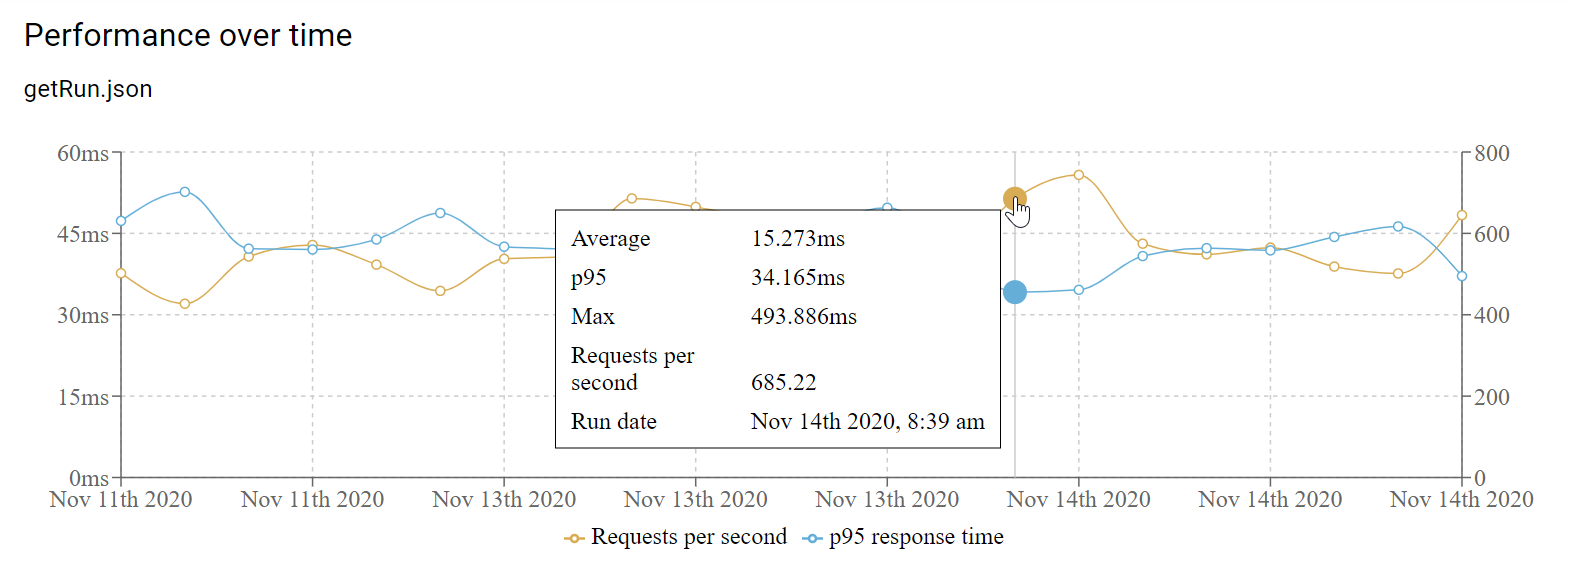 Performance over time
getRun.json
60ms
45ms
30ms
15ms
0ms
800
600
400
200
0
Average 15.273ms
p95 34.165ms
Max 493.886ms
Requests per
second 685.22
Run date Nov 14th 2020, 8:39 am
Nov 11th 2020 Nov 11th 2020 Nov 13th 2020 Nov 13th 2020 Nov 13th 2020 Nov 14th 2020 Nov 14th 2020 Nov 14th 2020
Requests per second p95 response time